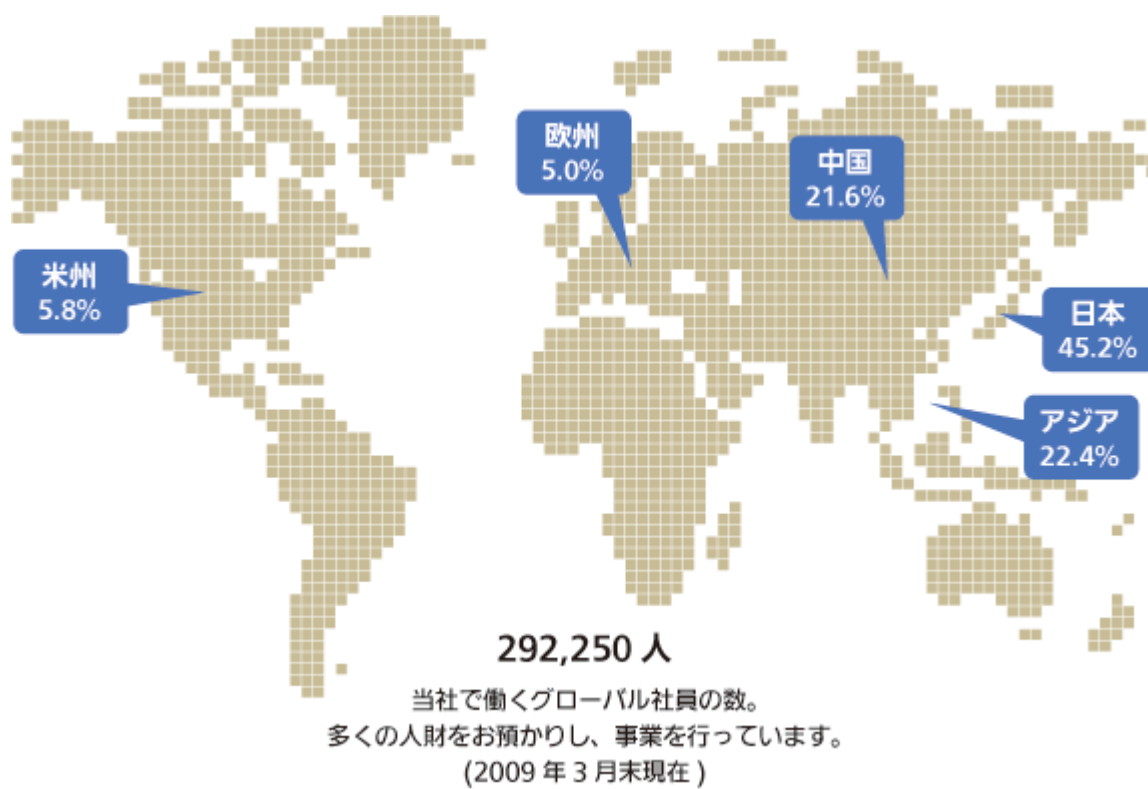 欧州
5.0%
中国
21.6%
米州
5.8%
日本
45.2%
アジア
22.4%
292,250 人
当社で働くグローバル社員の数。
多くの人財をお預かりし、事業を行っています。
(2009 年 3 月末現在 )